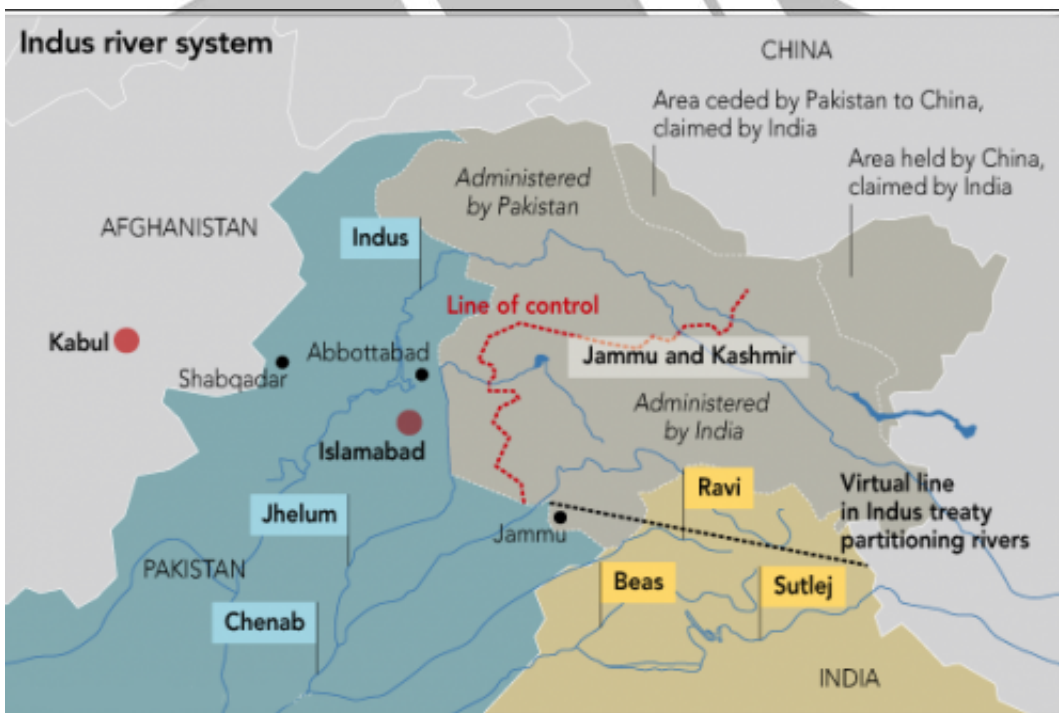 Indus river system
CHINA
Area ceded by Pakistan to China,
claimed by India
Area held by China,
claimed by India
Administered
by Pakistan
AFGHANISTAN
Indus
Line of control
Kabul
Abbottabad
Jammu and Kashmir
Shabqadar
Administered
by India
Islamabad
Ravi
Virtual line
in Indus treaty
partitioning rivers
Jhelum
Jammu
PAKISTAN
Beas
Sutlej
Chenab
INDIA